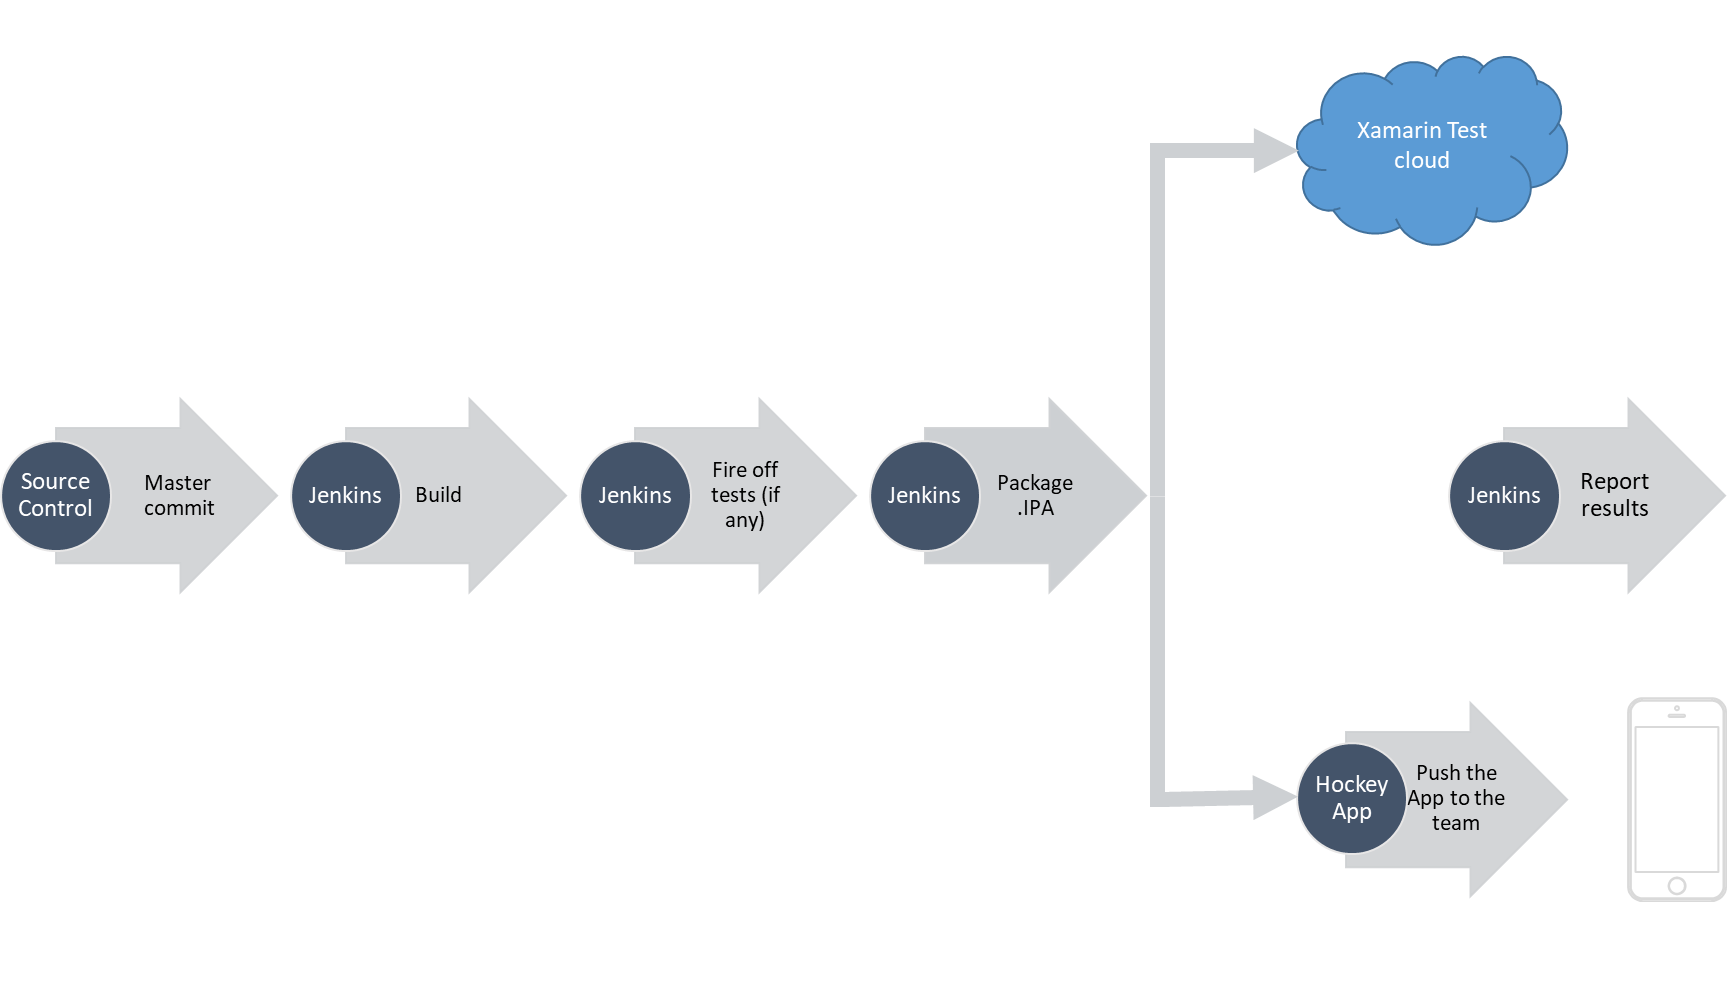 Xamarin Test
cloud
Source
Control
Master
commit
Jenkins
Build
Jenkins
Fire off
tests (if
any)
Jenkins
Package
.IPA
Jenkins
Report
results
Hockey
App
Push the
App to the
team